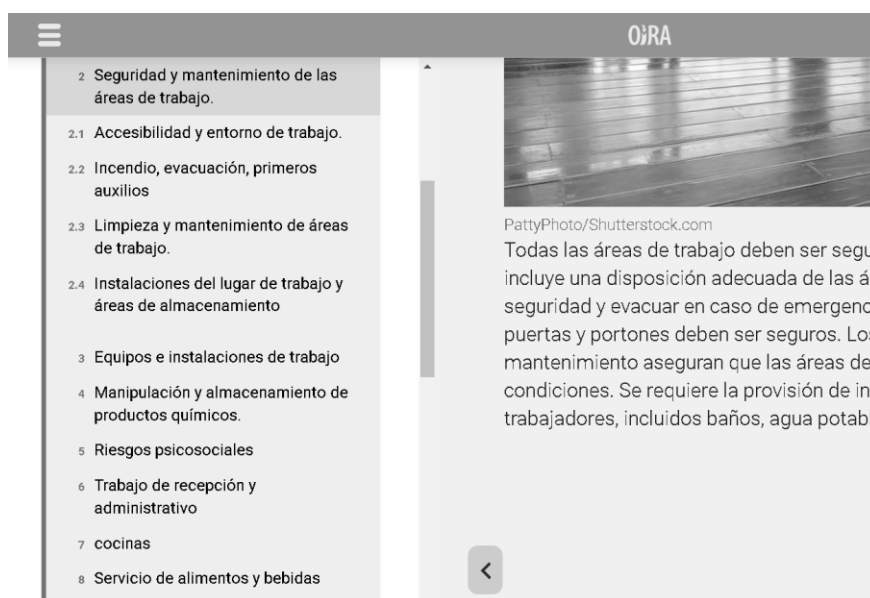 OiRA
2 Seguridad y mantenimiento de las
áreas de trabajo.
2.1 Accesibilidad y entorno de trabajo.
2.2 Incendio, evacuación, primeros
auxilios
2.3 Limpieza y mantenimiento de áreas
de trabajo.
2.4 Instalaciones del lugar de trabajo y
áreas de almacenamiento
3 Equipos e instalaciones de trabajo
4 Manipulación y almacenamiento de
productos químicos.
5 Riesgos psicosociales
6 Trabajo de recepción y
administrativo
7 cocinas
8 Servicio de alimentos y bebidas
PattyPhoto/Shutterstock.com
Todas las áreas de trabajo deben ser segu
incluye una disposición adecuada de las á
seguridad y evacuar en caso de emergenc
puertas y portones deben ser seguros. Los
mantenimiento aseguran que las áreas de
condiciones. Se requiere la provisión de in
trabajadores, incluidos baños, agua potab